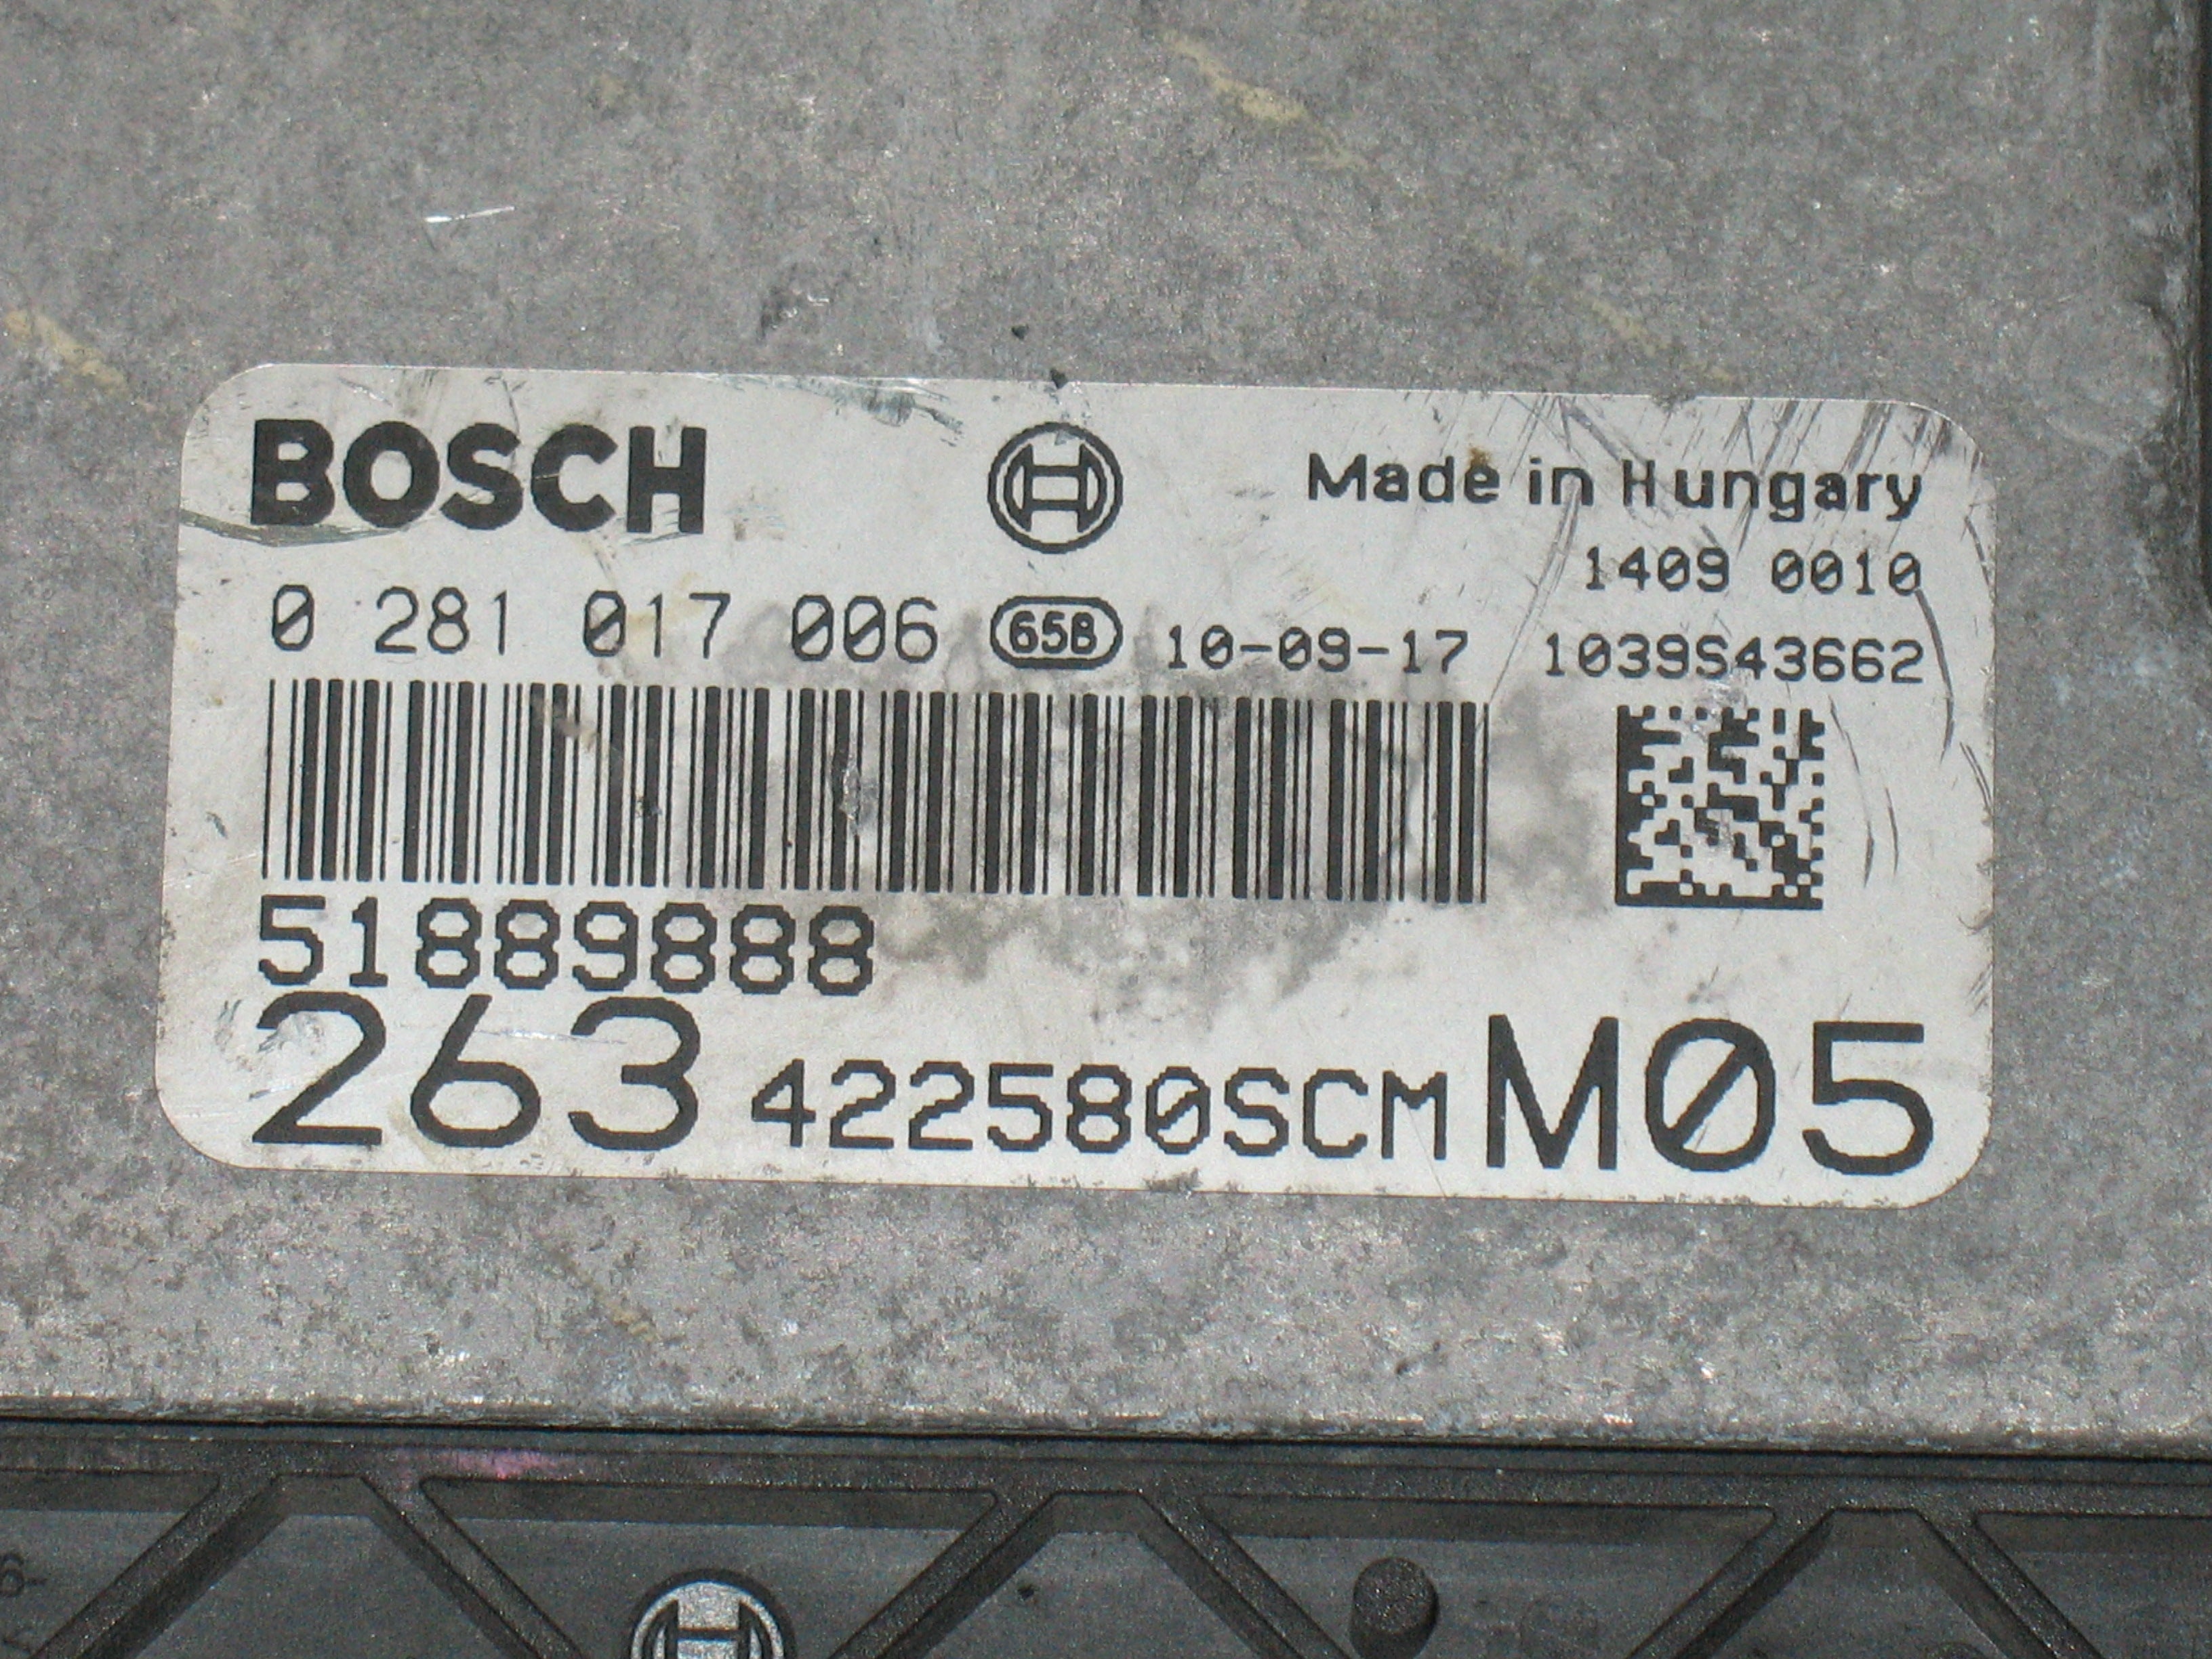 BOSCH
Made in Hungary
1409 0010
0 281 017 006 65B 10-09-17 1039S43662
51889888
263 422580SCM M05